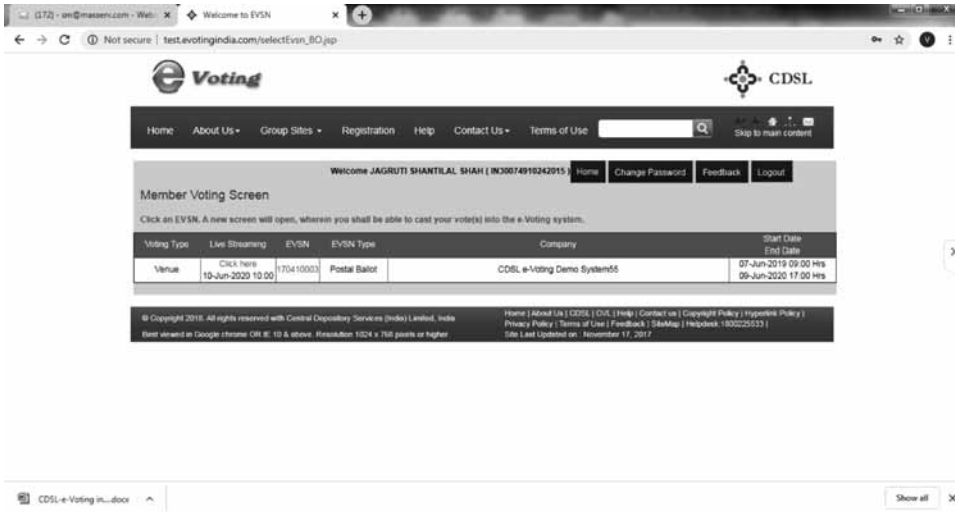 (172) - om@masserv.com - Web:
Welcome to EVSN
Not secure | test.evotingindia.com/selectEvsn_BO.jsp
e Voting
CDSL
Home About Us Group Sites Registration Help Contact Us Terms of Use
Skip to main content
Welcome JAGRUTI SHANTILAL SHAH ( IN30074910242015 ) Home Change Password Feedback Logout
Member Voting Screen
Click an EVSN. A new screen will open, wherein you shall be able to cast your vote(s) into the e-Voting system.
Voting Type Live Streaming EVSN EVSN Type Company Start Date
End Date
Venue Click here 170410003 Postal Ballot CDSL e-Voting Demo System55 07-Jun-2019 09:00 Hrs
10-Jun-2020 10:00 09-Jun-2020 17:00 Hrs
© Copyright 2018. All rights reserved with Central Depository Services (India) Limited, India
Best viewed in Google chrome OR IE 10 & above. Resolution 1024 x 768 pixels or higher.
Home | About Us | CDSL | CVL | Help | Contact us | Copyright Policy | Hyperlink Policy |
Privacy Policy | Terms of Use | Feedback | SiteMap | Helpdesk:1800225533 |
Site Last Updated on : November 17, 2017
CDSL-e-Voting in....docx
Show all